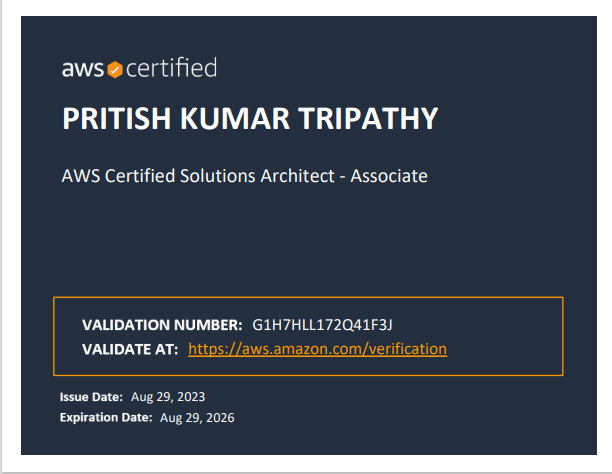 aws certified
PRITISH KUMAR TRIPATHY
AWS Certified Solutions Architect - Associate
VALIDATION NUMBER: G1H7HLL172Q41F3J
VALIDATE AT: https://aws.amazon.com/verification
Issue Date: Aug 29, 2023
Expiration Date: Aug 29, 2026